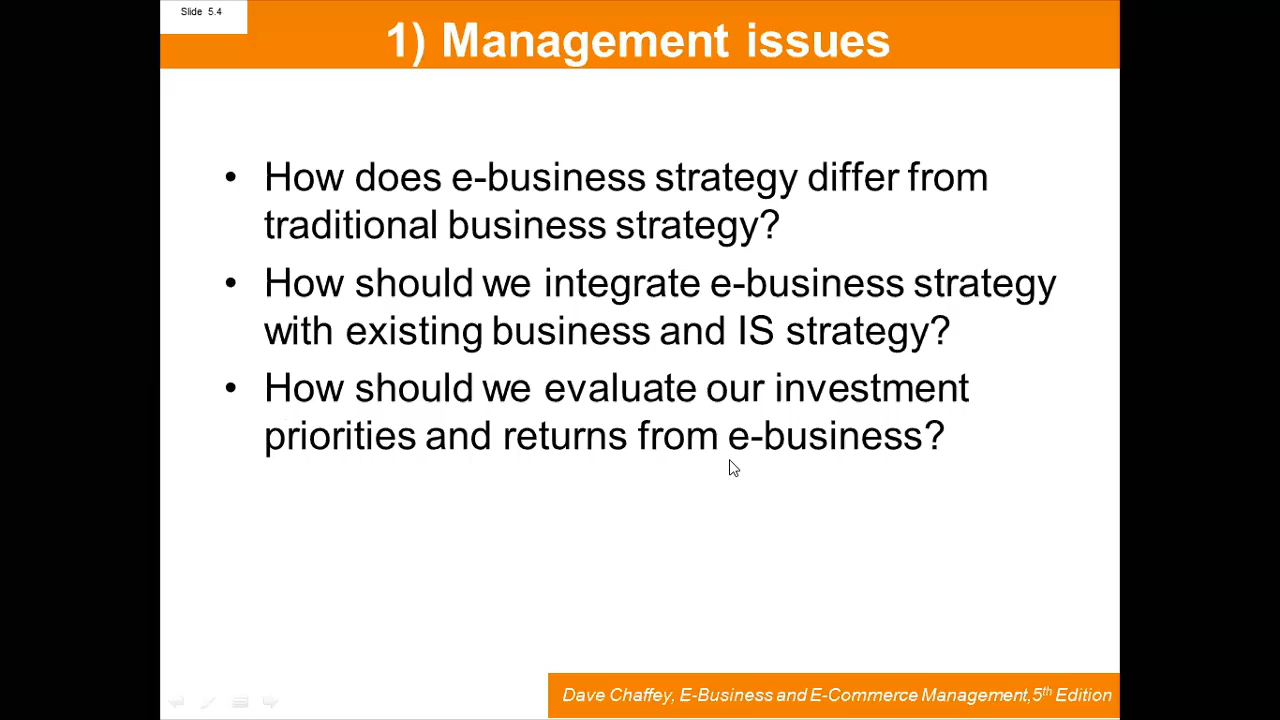 Slide 5.4
1) Management issues
• How does e-business strategy differ from
traditional business strategy?
• How should we integrate e-business strategy
with existing business and IS strategy?
• How should we evaluate our investment
priorities and returns from e-business?
Dave Chaffey, E-Business and E-Commerce Management,5th Edition